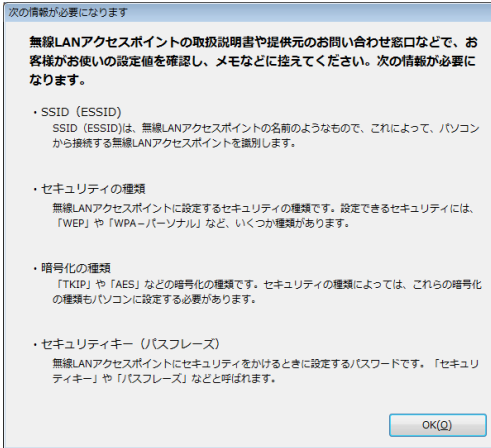 次の情報が必要になります
無線LANアクセスポイントの取扱説明書や提供元のお問い合わせ窓口などで、お
客様がお使いの設定値を確認し、メモなどに控えてください。次の情報が必要に
なります。
・SSID（ESSID)
SSID（ESSID)は、無線LANアクセスポイントの名前のようなもので、これによって、パソコン
から接続する無線LANアクセスポイントを識別します。
・セキュリティの種類
無線LANアクセスポイントに設定するセキュリティの種類です。設定できるセキュリティには、
「WEP」や「WPA－パーソナル」など、いくつか種類があります。
・暗号化の種類
「TKIP」や「AES」などの暗号化の種類です。セキュリティの種類によっては、これらの暗号化
の種類もパソコンに設定する必要があります。
・セキュリティキー（パスフレーズ）
無線LANアクセスポイントにセキュリティをかけるときに設定するパスワードです。「セキュリ
ティキー」や「パスフレーズ」などと呼ばれます。
OK(O)